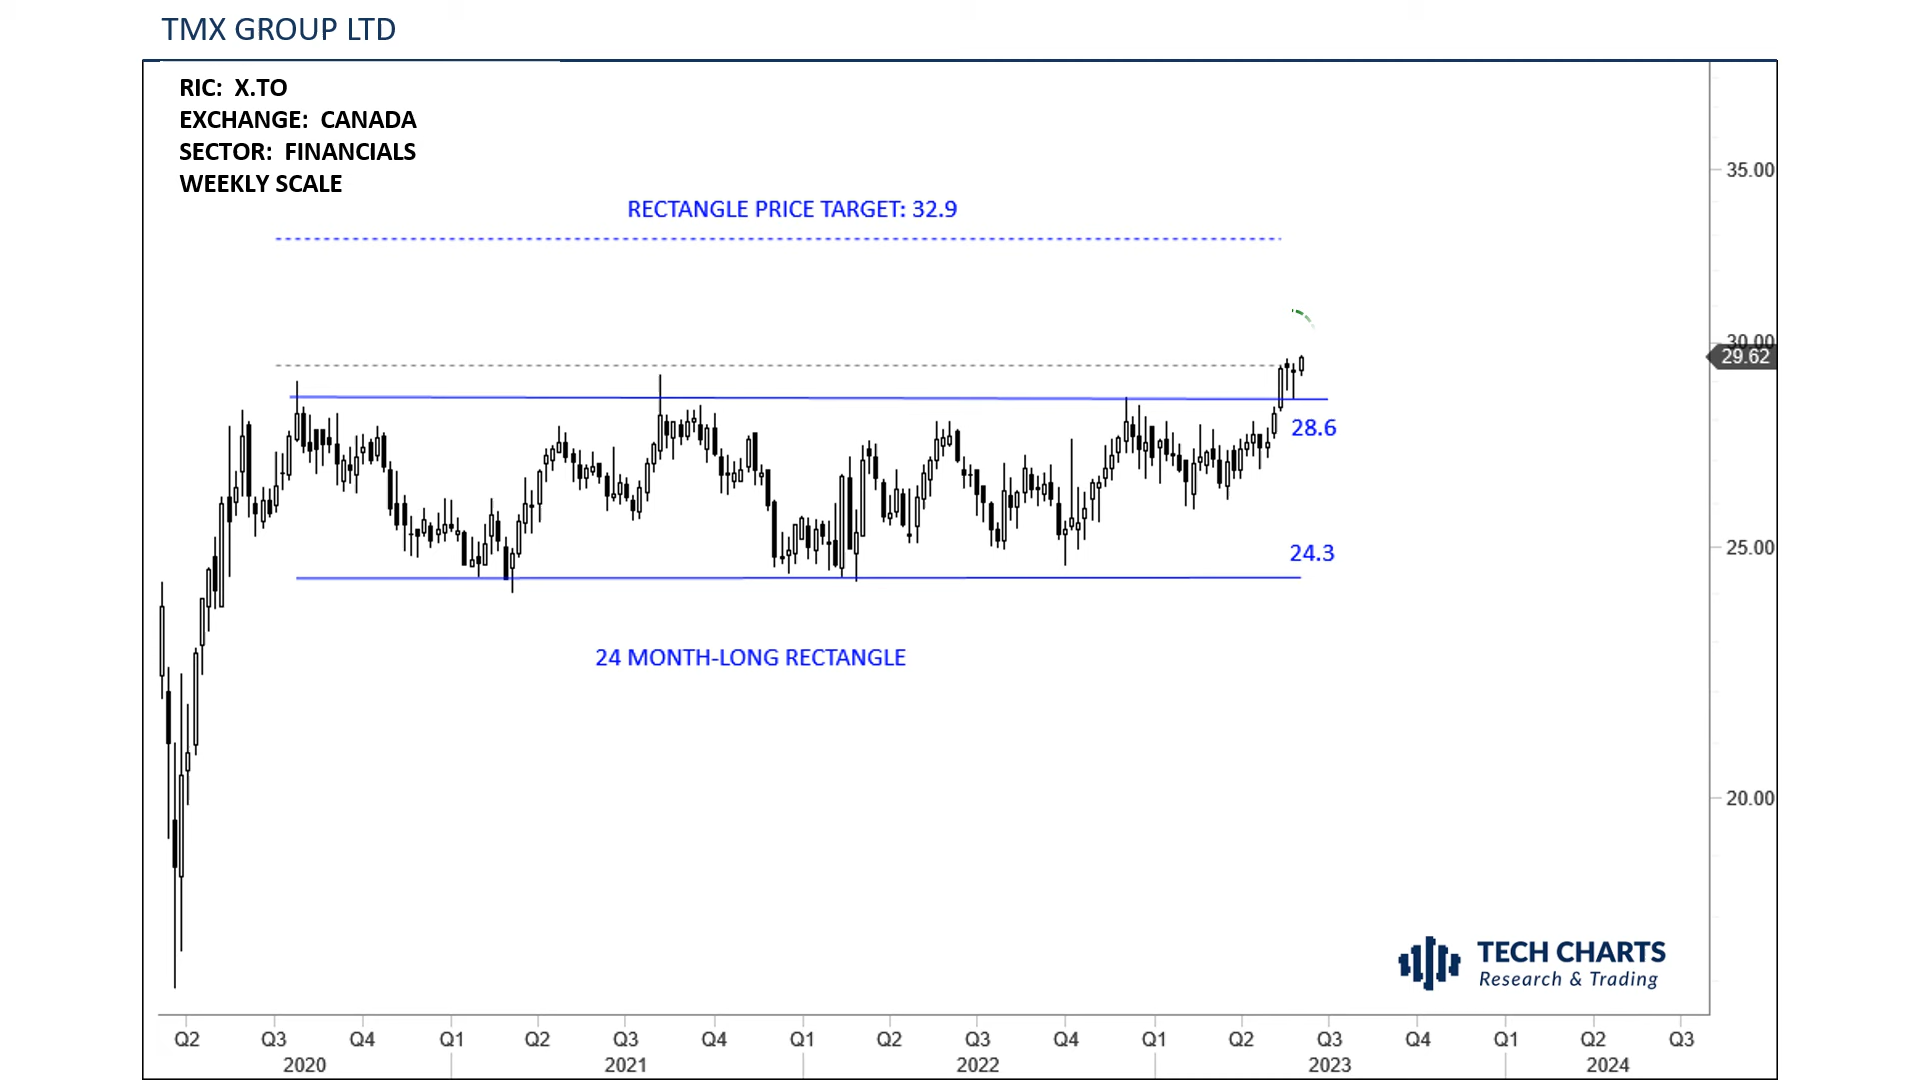 TMX GROUP LTD
RIC: X.TO
EXCHANGE: CANADA
SECTOR: FINANCIALS
WEEKLY SCALE
35.00
RECTANGLE PRICE TARGET: 32.9
30.00
29.62
28.6
25.00
24.3
24 MONTH-LONG RECTANGLE
20.00
TECH CHARTS
Research & Trading
Q2 Q3 Q4 Q1 Q2 Q3 Q4 Q1 Q2 Q3 Q4 Q1 Q2 Q3 Q4 Q1 Q2 Q3
2020 2021 2022 2023 2024